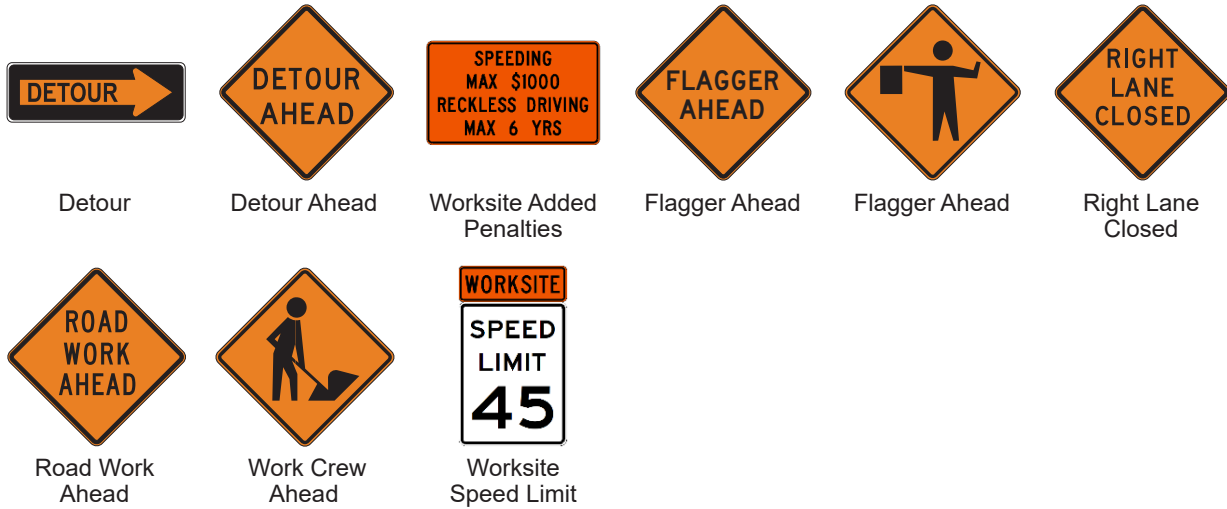 DETOUR
DETOUR
AHEAD
SPEEDING
MAX $1000
RECKLESS DRIVING
MAX 6 YRS
FLAGGER
AHEAD
RIGHT
LANE
CLOSED
Detour
Detour Ahead
Worksite Added
Penalties
Flagger Ahead
Flagger Ahead
Right Lane
Closed
ROAD
WORK
AHEAD
WORKSITE
SPEED
LIMIT
45
Road Work
Ahead
Work Crew
Ahead
Worksite
Speed Limit